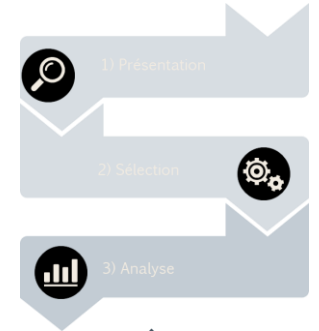 1) Présentation
2) Sélection
3) Analyse